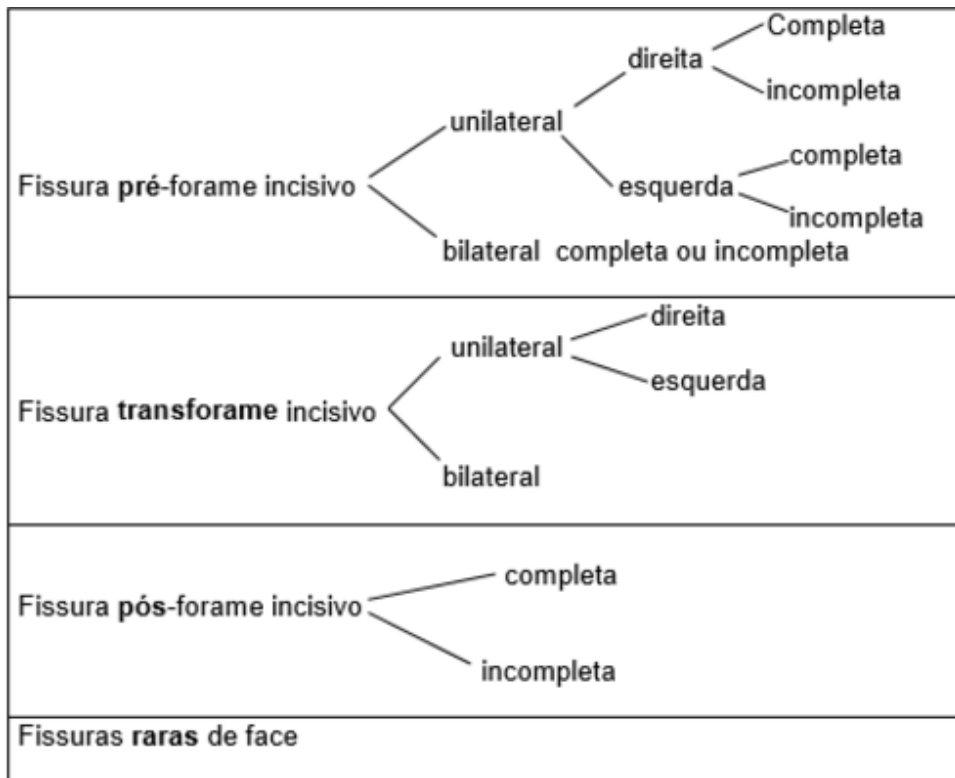 Completa
direita
incompleta
unilateral
completa
Fissura pré-forame incisivo
esquerda
incompleta
bilateral completa ou incompleta
direita
unilateral
esquerda
Fissura transforame incisivo
bilateral
completa
Fissura pós-forame incisivo
incompleta
Fissuras raras de face